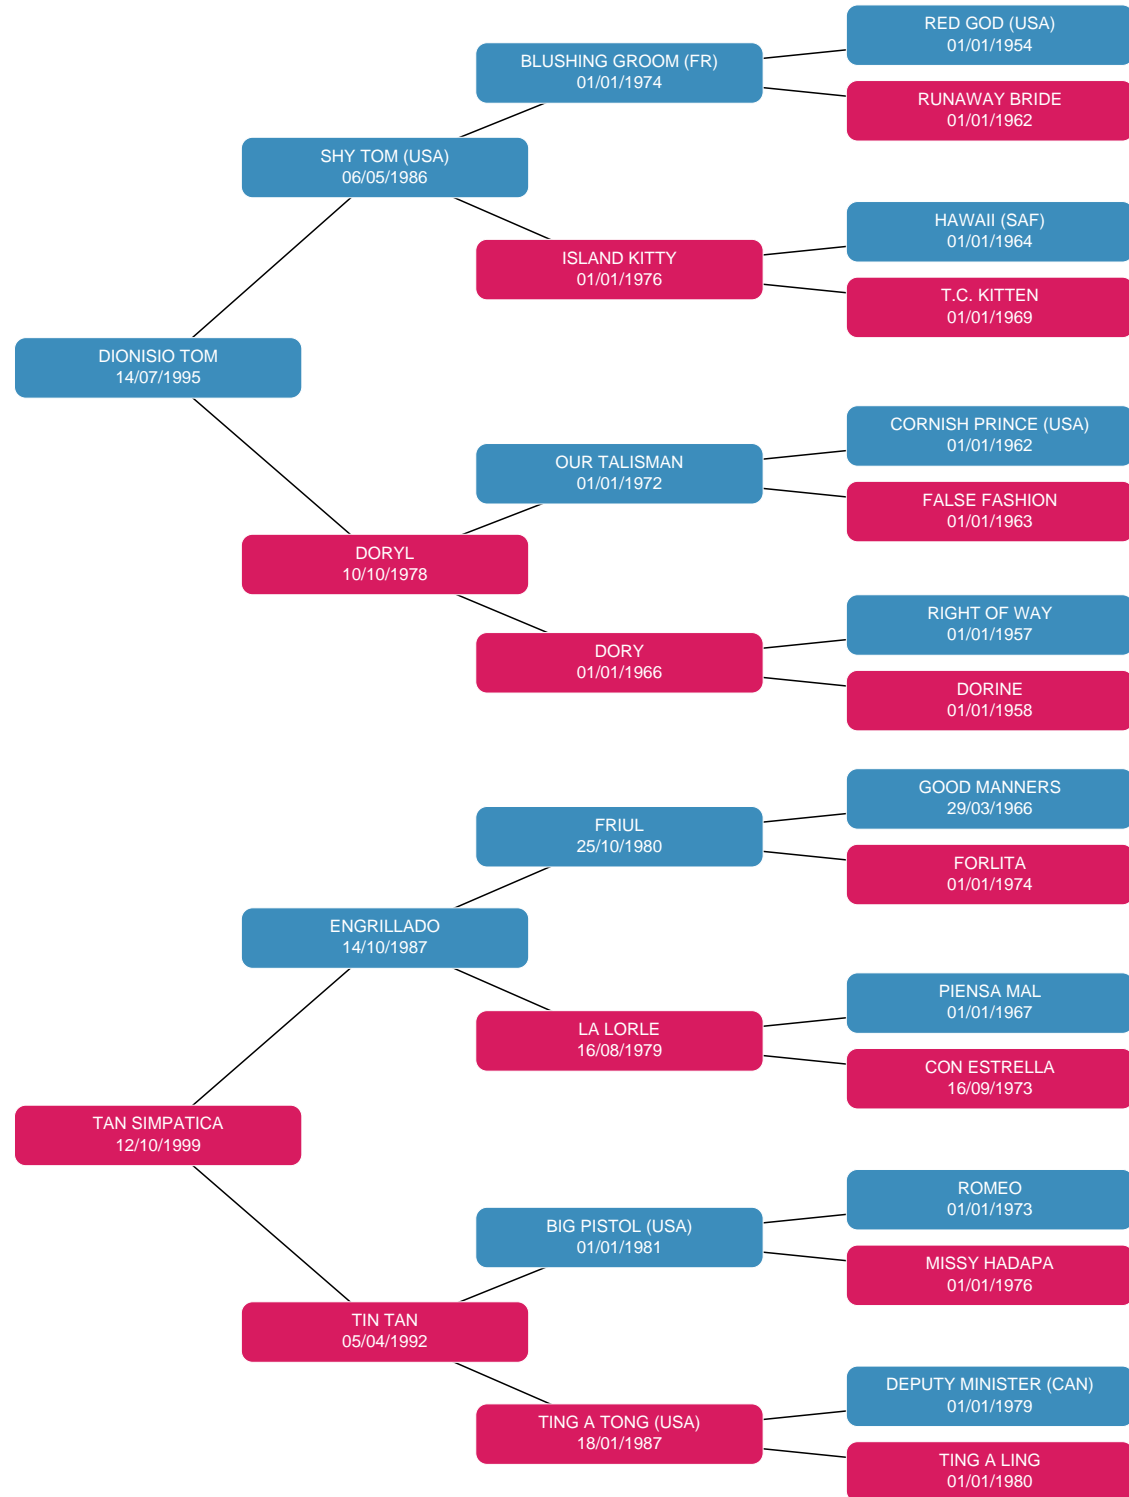 RED GOD (USA)
01/01/1954
BLUSHING GROOM (FR)
01/01/1974
RUNAWAY BRIDE
01/01/1962
SHY TOM (USA)
06/05/1986
HAWAII (SAF)
01/01/1964
ISLAND KITTY
01/01/1976
T.C. KITTEN
01/01/1969
DIONISIO TOM
14/07/1995
CORNISH PRINCE (USA)
01/01/1962
OUR TALISMAN
01/01/1972
FALSE FASHION
01/01/1963
DORYL
10/10/1978
RIGHT OF WAY
01/01/1957
DORY
01/01/1966
DORINE
01/01/1958
GOOD MANNERS
29/03/1966
FRIUL
25/10/1980
FORLITA
01/01/1974
ENGRILLADO
14/10/1987
PIENSA MAL
01/01/1967
LA LORLE
16/08/1979
CON ESTRELLA
16/09/1973
TAN SIMPATICA
12/10/1999
ROMEO
01/01/1973
BIG PISTOL (USA)
01/01/1981
MISSY HADAPA
01/01/1976
TIN TAN
05/04/1992
DEPUTY MINISTER (CAN)
01/01/1979
TING A TONG (USA)
18/01/1987
TING A LING
01/01/1980